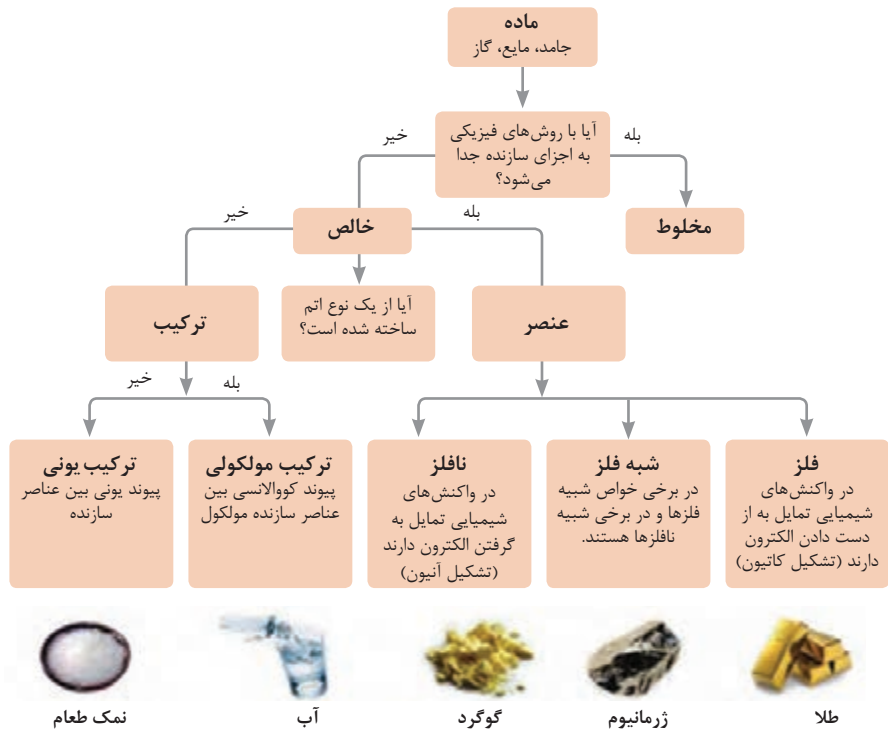 ماده
جامد، مایع، گاز
آیا با روش‌های فیزیکی
به اجزای سازنده جدا
می‌شود؟
بله
خیر
مخلوط
خالص
بله
خیر
عنصر
آیا از یک نوع اتم
ساخته شده است؟
ترکیب
بله
خیر
فلز
در واکنش‌های
شیمیایی تمایل به از
دست دادن الکترون
دارند (تشکیل کاتیون)
شبه فلز
در برخی خواص شبیه
فلزها و در برخی شبیه
نافلزها هستند.
نافلز
در واکنش‌های
شیمیایی تمایل به
گرفتن الکترون دارند
(تشکیل آنیون)
ترکیب مولکولی
پیوند کووالانسی بین
عناصر سازنده مولکول
ترکیب یونی
پیوند یونی بین عناصر
سازنده
طلا
ژرمانیوم
گوگرد
آب
نمک طعام